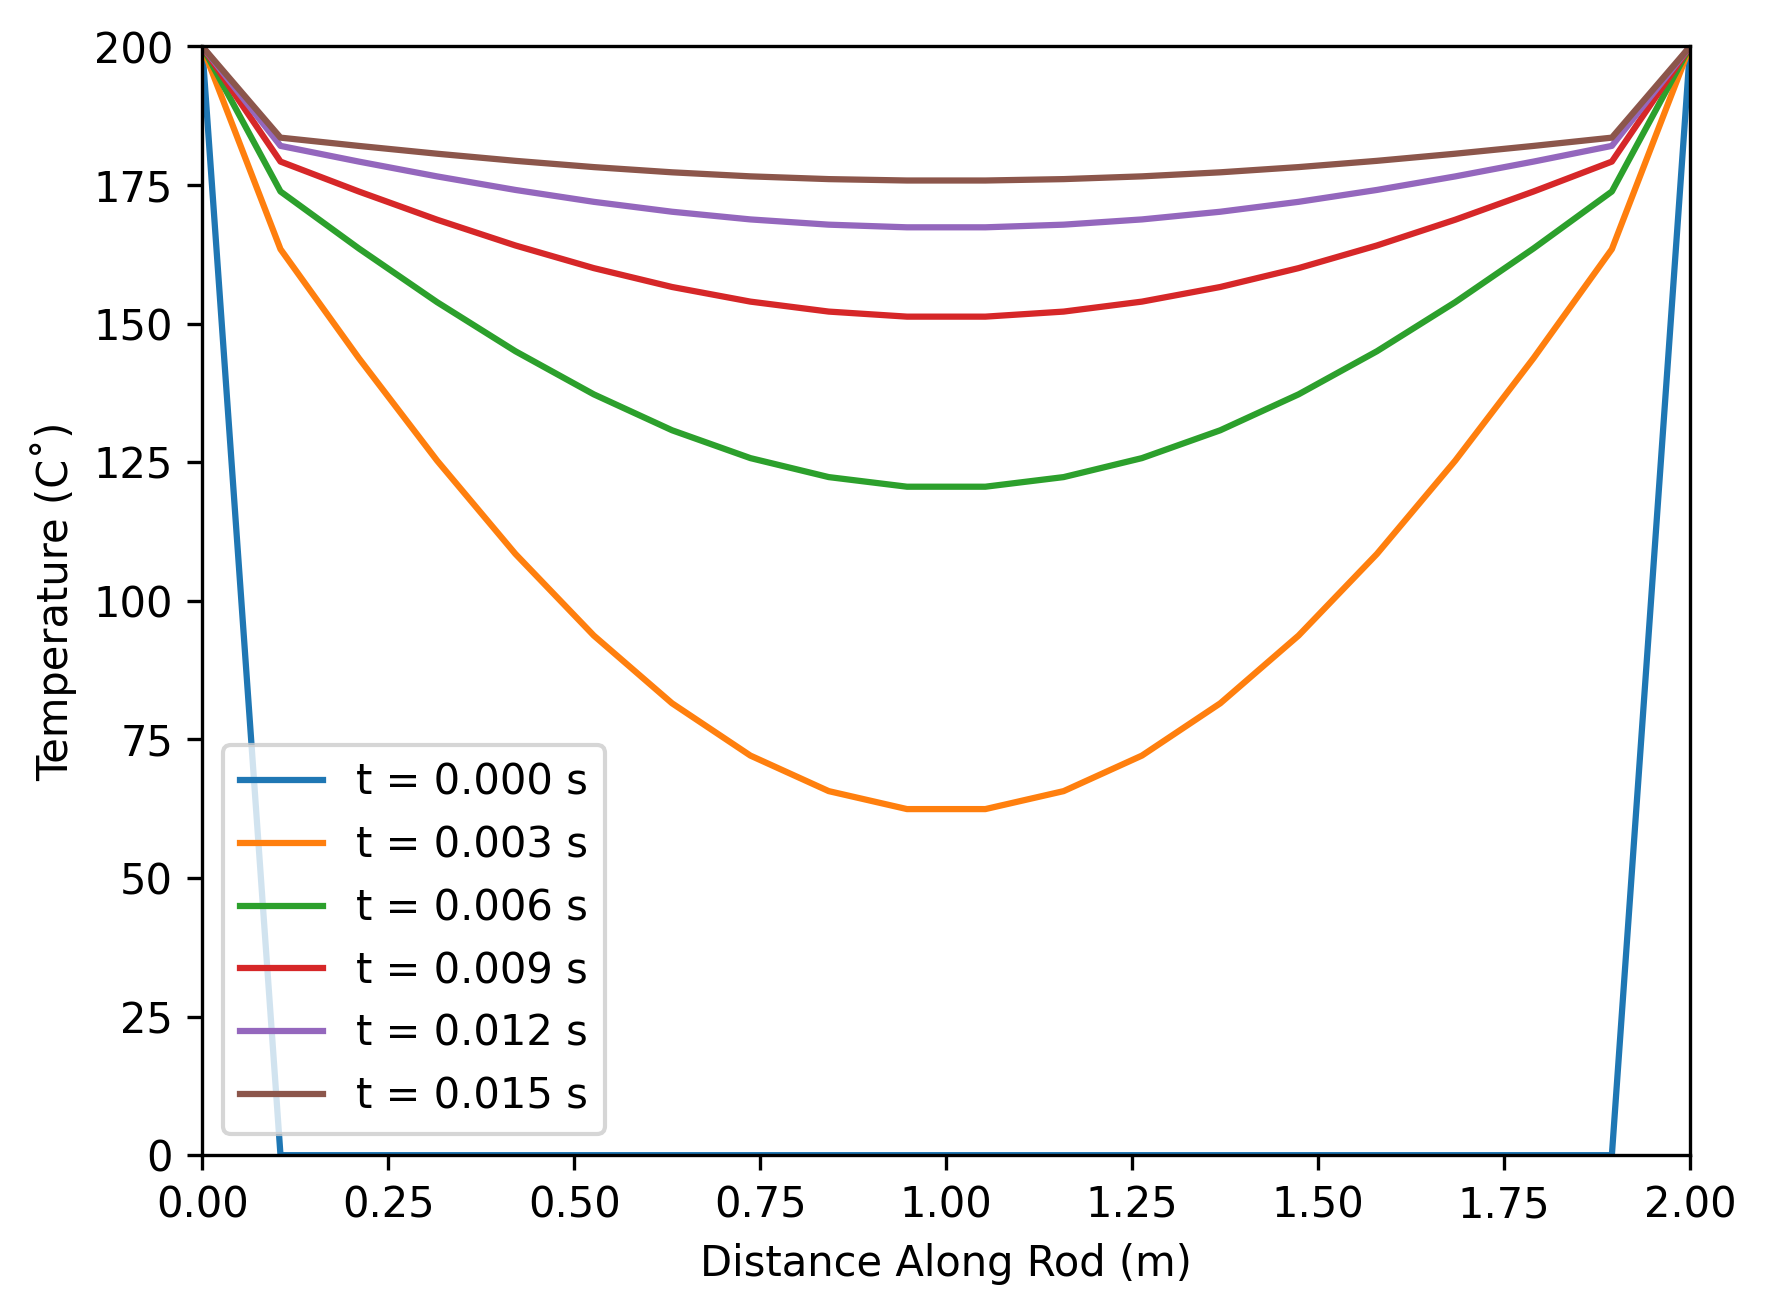 200
175
150
125
100
75
50
25
0
Temperature (C˚)
t = 0.000 s
t = 0.003 s
t = 0.006 s
t = 0.009 s
t = 0.012 s
t = 0.015 s
0.00 0.25 0.50 0.75 1.00 1.25 1.50 1.75 2.00
Distance Along Rod (m)